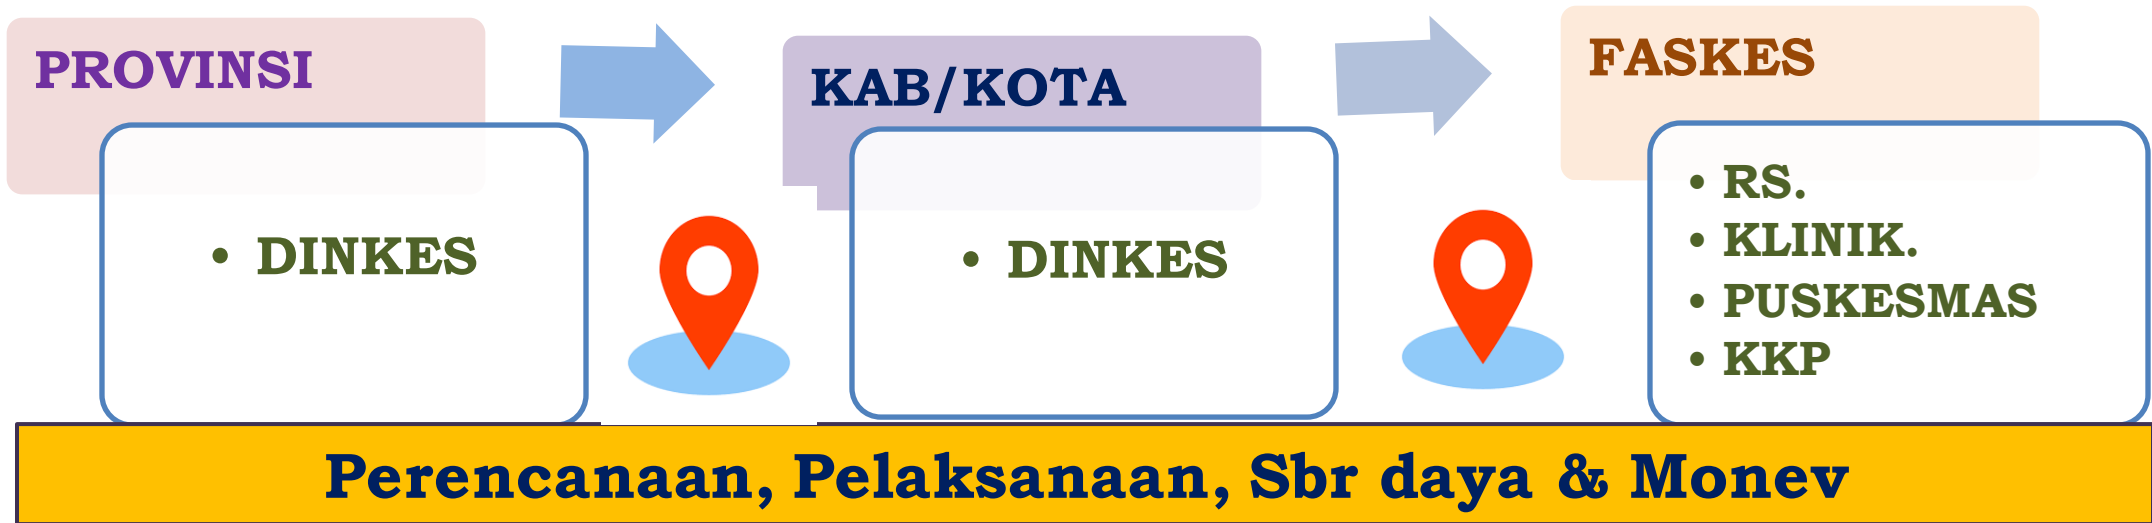 PROVINSI
• DINKES
KAB/KOTA
• DINKES
FASKES
• RS.
• KLINIK.
• PUSKESMAS
• KKP
Perencanaan, Pelaksanaan, Sbr daya & Monev